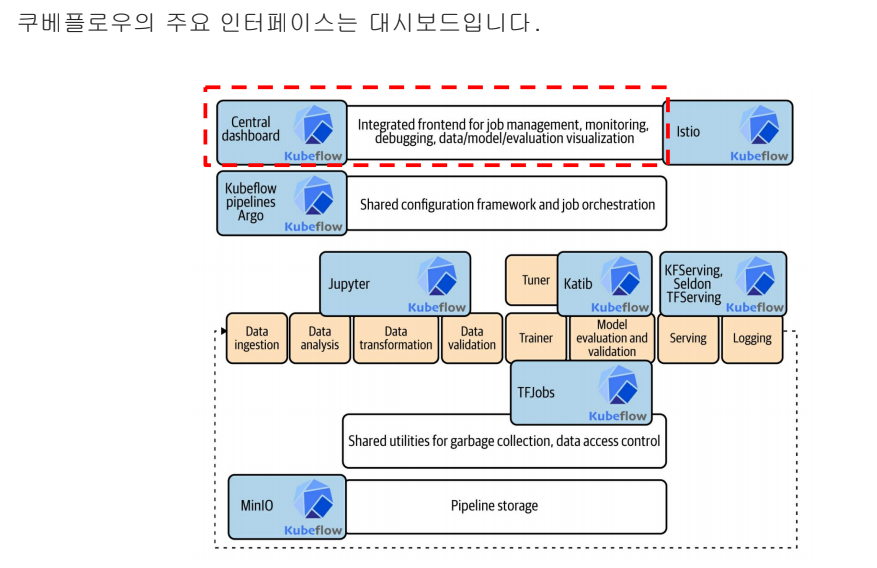 쿠베플로우의 주요 인터페이스는 대시보드입니다.
Central
dashboard
Kubeflow
Integrated frontend for job management, monitoring,
debugging, data/model/evaluation visualization
Istio
Kubeflow
Kubeflow
pipelines
Argo
Kubeflow
Shared configuration framework and job orchestration
Jupyter
Kubeflow
Tuner
Katib
Kubeflow
KFServing,
Seldon
TFServing
Kubeflow
Data
ingestion
Data
analysis
Data
transformation
Data
validation
Trainer
Model
evaluation and
validation
Serving
Logging
TFJobs
Kubeflow
Shared utilities for garbage collection, data access control
MinIO
Kubeflow
Pipeline storage